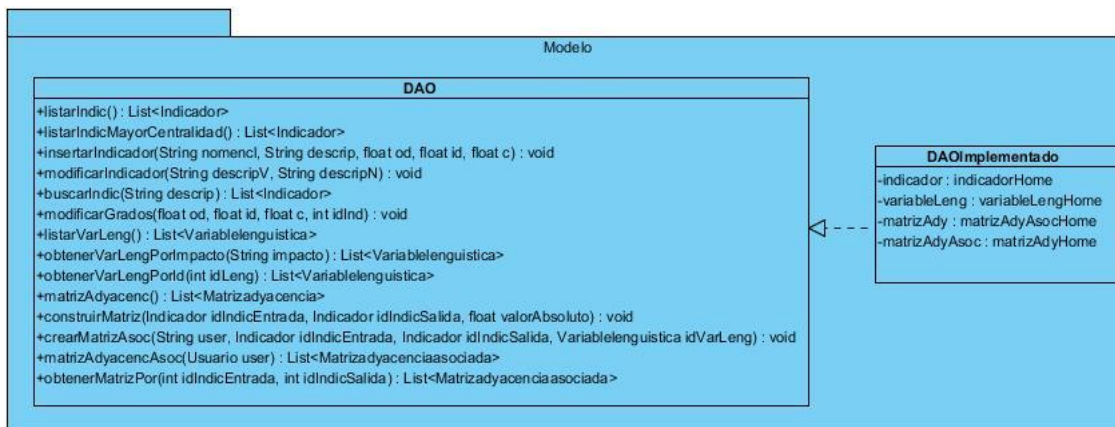 Modelo
DAO
+listarIndic() : List<Indicador>
+listarIndicMayorCentralidad() : List<Indicador>
+insertarIndicador(String nomencl, String descrip, float od, float id, float c) : void
+modificarIndicador(String descripV, String descripN) : void
+buscarIndic(String descrip) : List<Indicador>
+modificarGrados(float od, float id, float c, int idInd) : void
+listarVarLeng() : List<Variablelenguistica>
+obtenerVarLengPorImpacto(String impacto) : List<Variablelenguistica>
+obtenerVarLengPorId(int idLeng) : List<Variablelenguistica>
+matrizAdyacenc() : List<Matrizadyacencia>
+construirMatriz(Indicador idIndicEntrada, Indicador idIndicSalida, float valorAbsoluto) : void
+crearMatrizAsoc(String user, Indicador idIndicEntrada, Indicador idIndicSalida, Variablelenguistica idVarLeng) : void
+matrizAdyacencAsoc(Usuario user) : List<Matrizadyacenciaasociada>
+obtenerMatrizPor(int idIndicEntrada, int idIndicSalida) : List<Matrizadyacenciaasociada>
DAOImplementado
-indicador : indicadorHome
-variableLeng : variableLengHome
-matrizAdy : matrizAdyAsocHome
-matrizAdyAsoc : matrizAdyHome